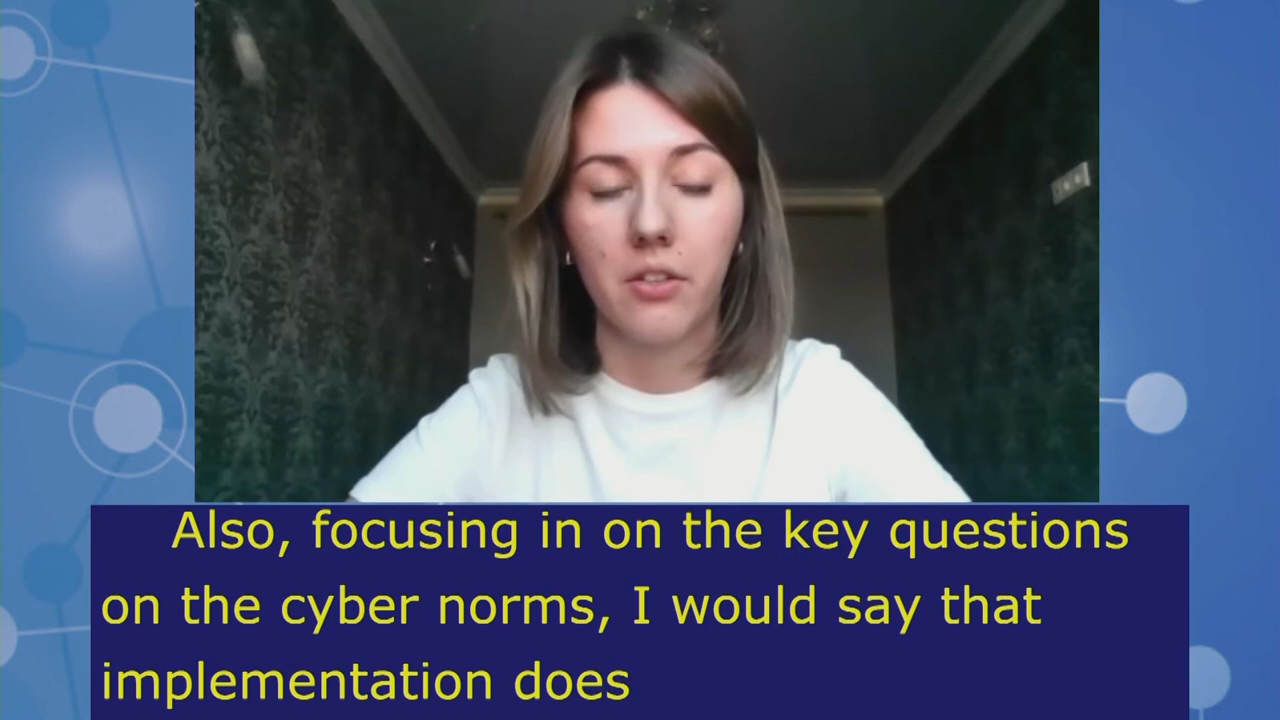 Also, focusing in on the key questions
on the cyber norms, I would say that
implementation does